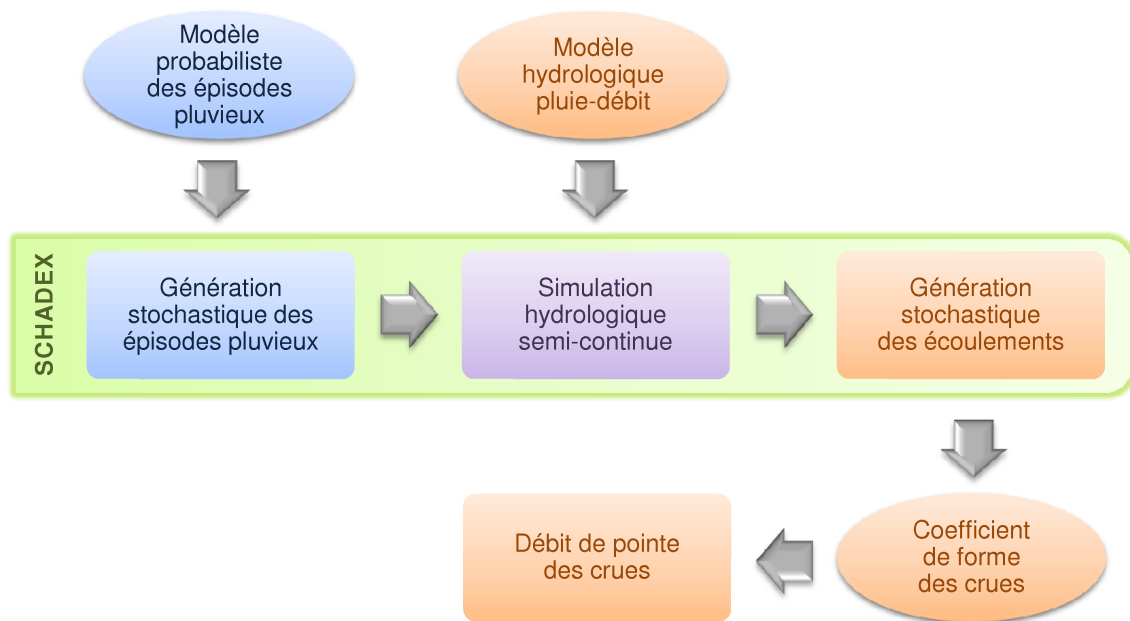 Modèle
probabiliste
des épisodes
pluvieux
Modèle
hydrologique
pluie-débit
SCHADEX
Génération
stochastique des
épisodes pluvieux
Simulation
hydrologique
semi-continue
Génération
stochastique
des écoulements
Débit de pointe
des crues
Coefficient
de forme
des crues